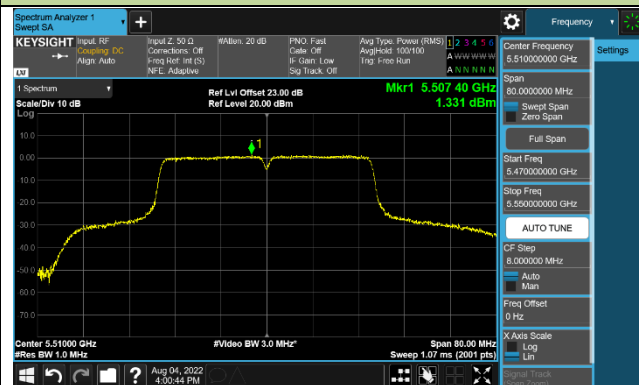 Spectrum Analyzer 1
Swept SA
Frequency
KEYSIGHT
Input: RF
Coupling: DC
Align: Auto
Input Z: 50 Ω
Corrections: Off
Freq Ref: Int (S)
NFE: Adaptive
#Atten: 20 dB
PNO: Fast
Gate: Off
IF Gain: Low
Sig Track: Off
Avg Type: Power (RMS)
Avg|Hold: 100/100
Trig: Free Run
1 2 3 4 5 6
A W W W W W
A N N N N N
LXI
1 Spectrum
Scale/Div 10 dB
Log
Ref Lvl Offset 23.00 dB
Ref Level 20.00 dBm
Mkr1 5.507 40 GHz
1.331 dBm
1
10.0
0.00
-10.0
-20.0
-30.0
-40.0
-50.0
-60.0
-70.0
Center 5.51000 GHz
#Res BW 1.0 MHz
#Video BW 3.0 MHz*
Span 80.00 MHz
Sweep 1.07 ms (2001 pts)
Aug 04, 2022
4:00:44 PM
Center Frequency
5.510000000 GHz
Settings
Span
80.0000000 MHz
Swept Span
Zero Span
Full Span
Start Freq
5.470000000 GHz
Stop Freq
5.550000000 GHz
AUTO TUNE
CF Step
8.000000 MHz
Auto
Man
Freq Offset
0 Hz
X Axis Scale
Log
Lin
Signal Track